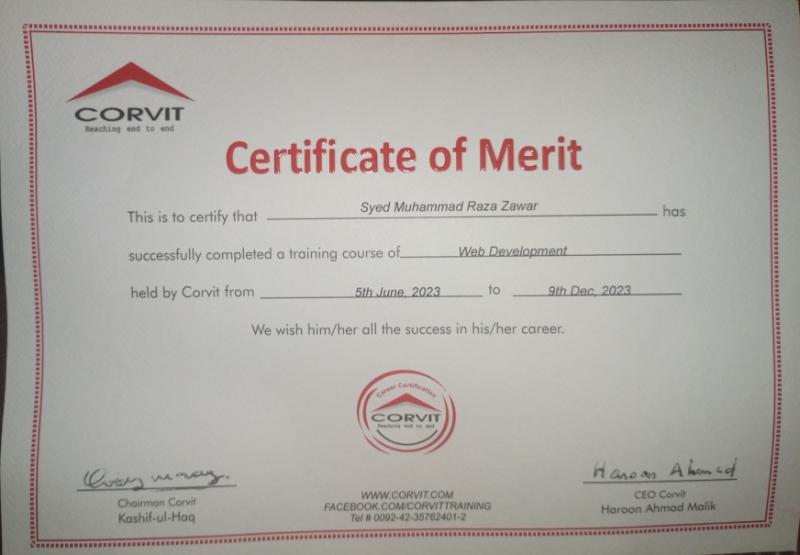 CORVIT
Reaching end to end
Certificate of Merit
This is to certify that Syed Muhammad Raza Zawar has
successfully completed a training course of Web Development
held by Corvit from 5th June, 2023 to 9th Dec, 2023
We wish him/her all the success in his/her career.
Career Certification
CORVIT
Reaching end to end
Haroon Ahmad
Chairman Corvit
Kashif-ul-Haq
WWW.CORVIT.COM
FACEBOOK.COM/CORVITTRAINING
Tel # 0092-42-35762401-2
CEO Corvit
Haroon Ahmad Malik